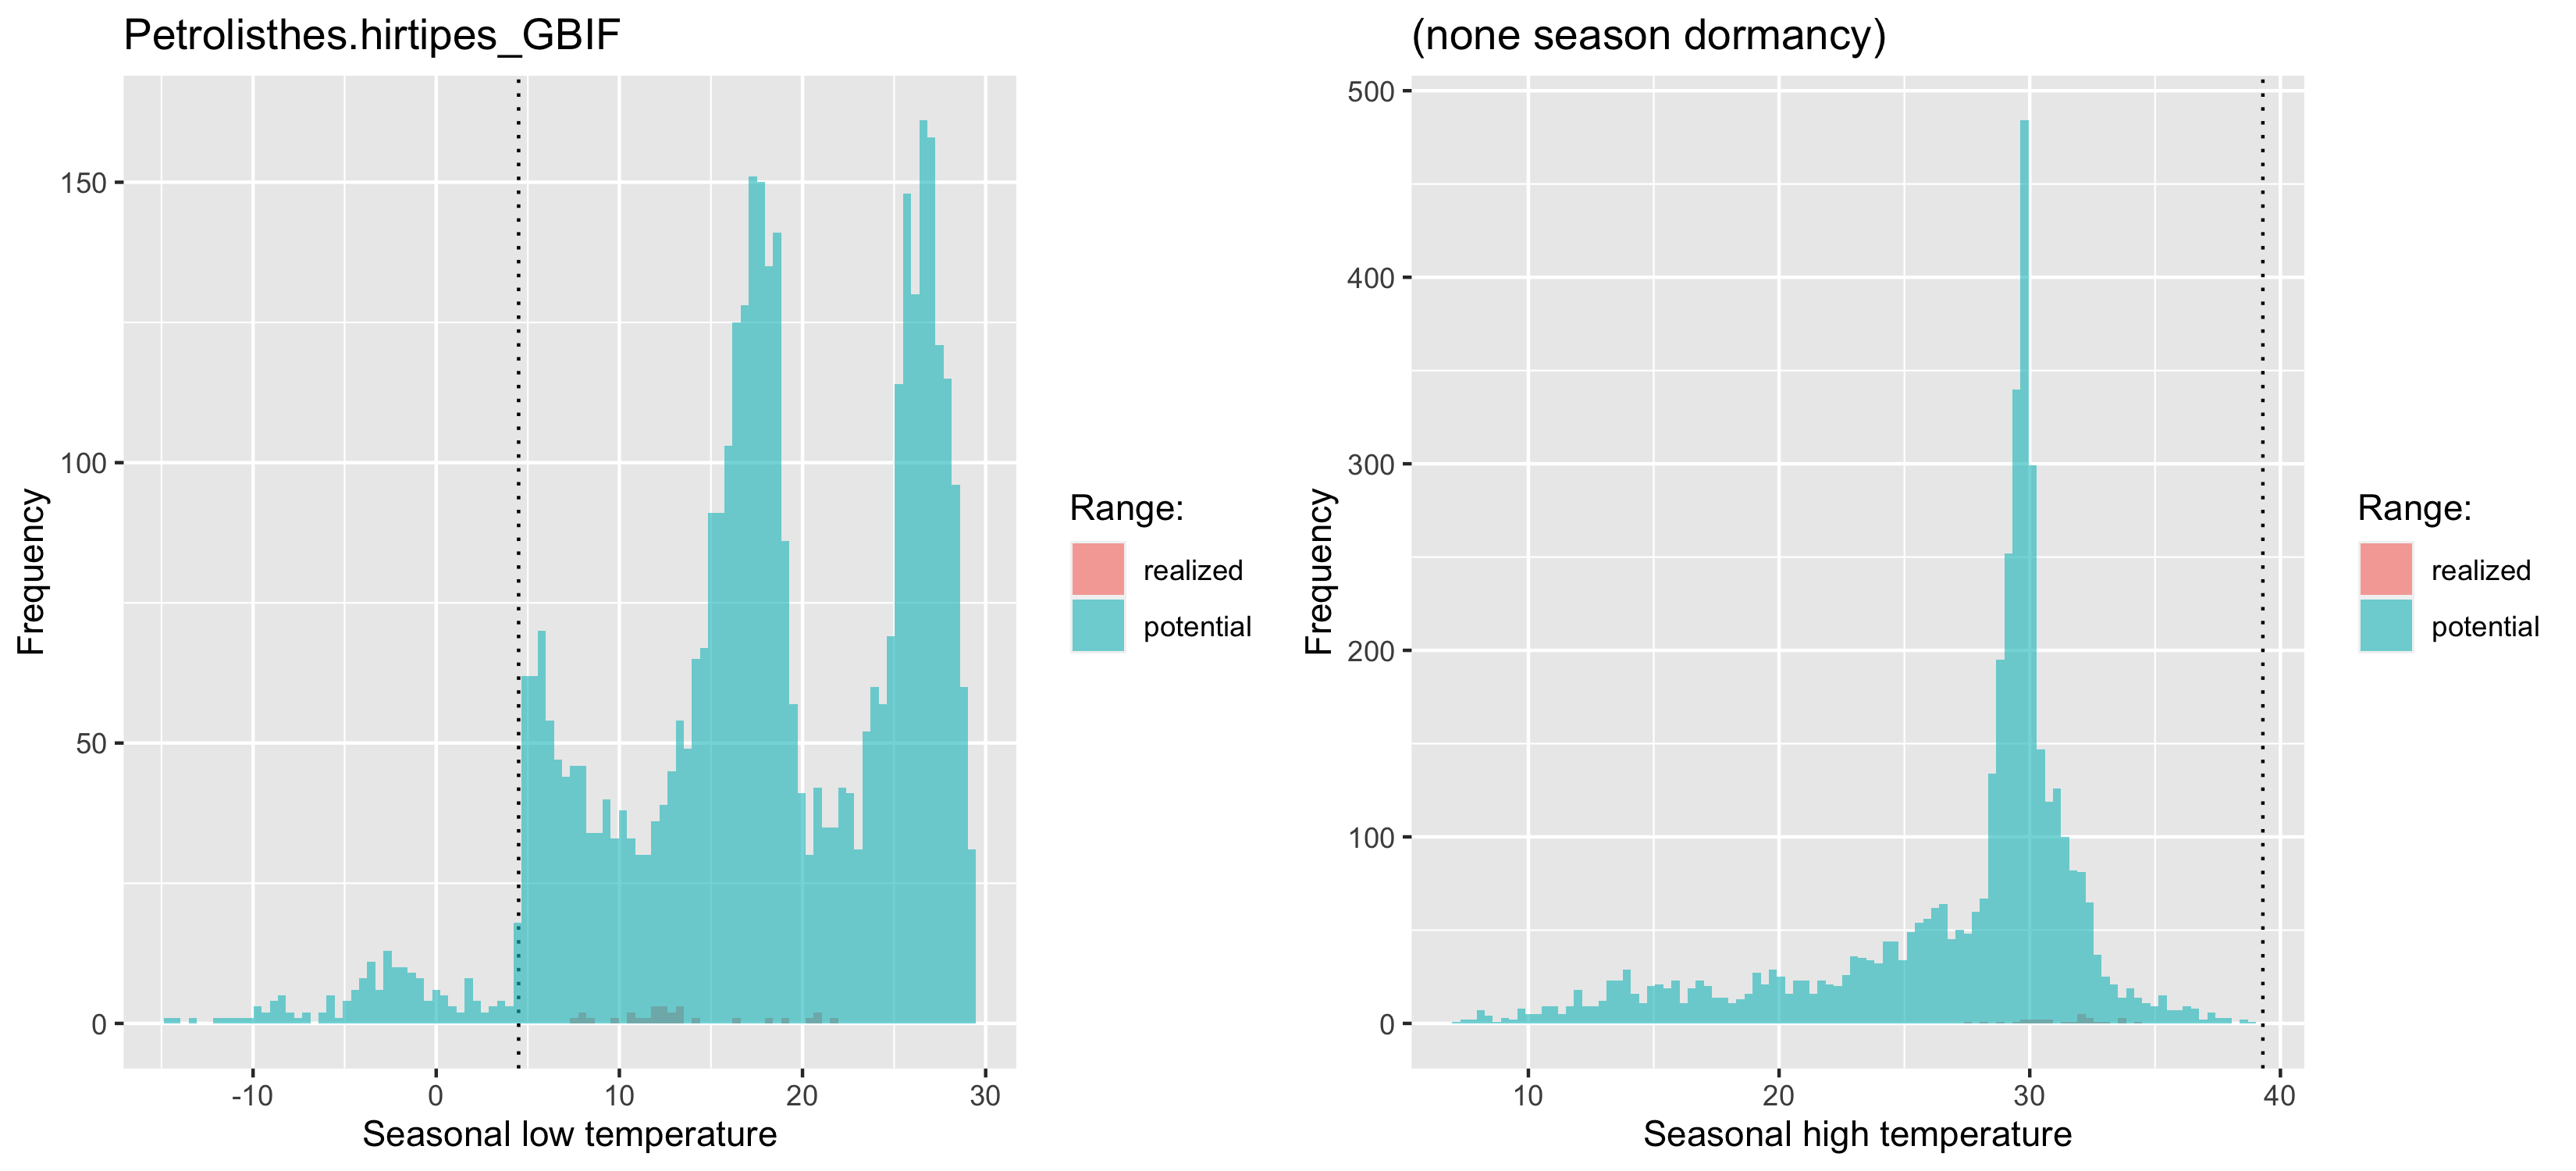 Petrolisthes.hirtipes_GBIF
150
100
50
0
Frequency
-10 0 10 20 30
Seasonal low temperature
Range:
realized
potential
(none season dormancy)
500
400
300
200
100
0
Frequency
10 20 30 40
Seasonal high temperature
Range:
realized
potential